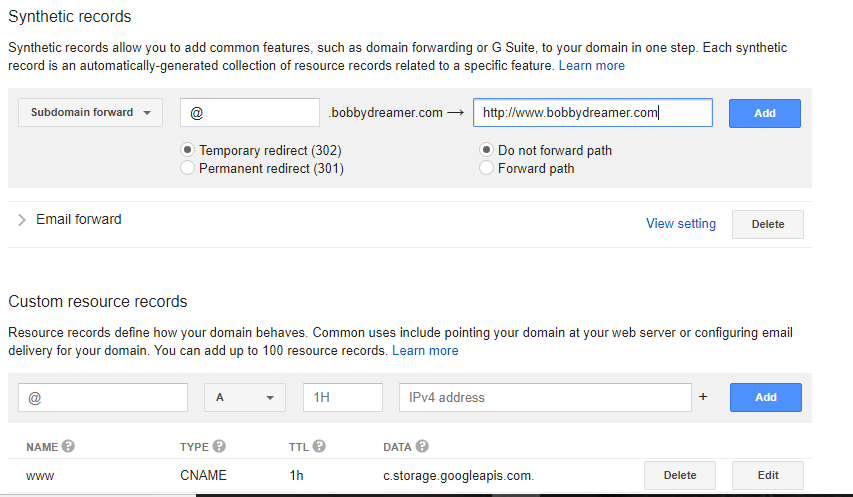 Synthetic records
Synthetic records allow you to add common features, such as domain forwarding or G Suite, to your domain in one step. Each synthetic
record is an automatically-generated collection of resource records related to a specific feature. Learn more
Subdomain forward @ .bobbydreamer.com → http://www.bobbydreamer.com Add
Temporary redirect (302) Do not forward path
Permanent redirect (301) Forward path
Email forward View setting Delete
Custom resource records
Resource records define how your domain behaves. Common uses include pointing your domain at your web server or configuring email
delivery for your domain. You can add up to 100 resource records. Learn more
@ A 1H IPv4 address + Add
NAME ? TYPE ? TTL ? DATA ?
www CNAME 1h c.storage.googleapis.com. Delete Edit